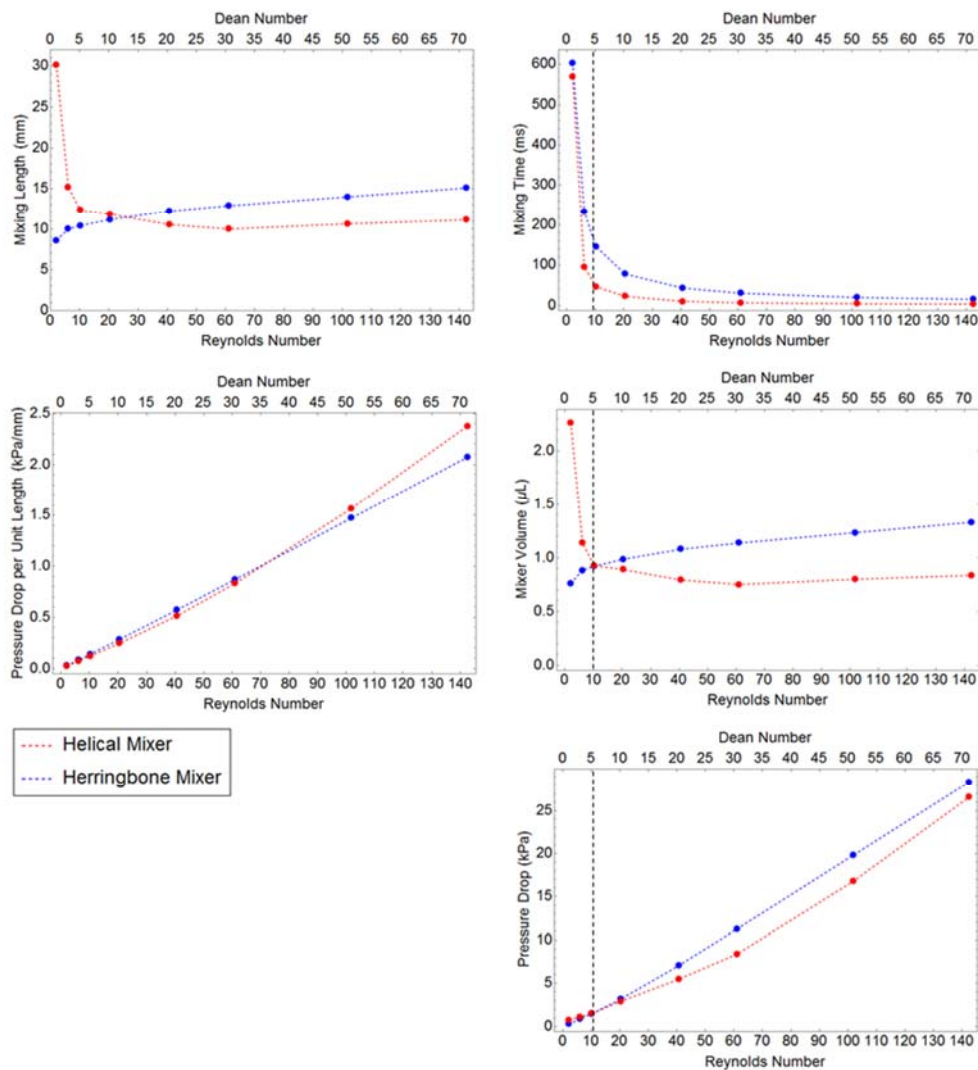 Dean Number
0 5 10 15 20 25 30 35 40 45 50 55 60 65 70
30
25
20
15
10
5
0
Mixing Length (mm)
0 10 20 30 40 50 60 70 80 90 100 110 120 130 140
Reynolds Number
Dean Number
0 5 10 15 20 25 30 35 40 45 50 55 60 65 70
600
500
400
300
200
100
0
Mixing Time (ms)
0 10 20 30 40 50 60 70 80 90 100 110 120 130 140
Reynolds Number
Dean Number
0 5 10 15 20 25 30 35 40 45 50 55 60 65 70
2.5
2.0
1.5
1.0
0.5
0.0
Pressure Drop per Unit Length (kPa/mm)
0 10 20 30 40 50 60 70 80 90 100 110 120 130 140
Reynolds Number
Dean Number
0 5 10 15 20 25 30 35 40 45 50 55 60 65 70
2.0
1.5
1.0
0.5
0.0
Mixer Volume (μL)
0 10 20 30 40 50 60 70 80 90 100 110 120 130 140
Reynolds Number
Helical Mixer
Herringbone Mixer
Dean Number
0 5 10 15 20 25 30 35 40 45 50 55 60 65 70
25
20
15
10
5
0
Pressure Drop (kPa)
0 10 20 30 40 50 60 70 80 90 100 110 120 130 140
Reynolds Number